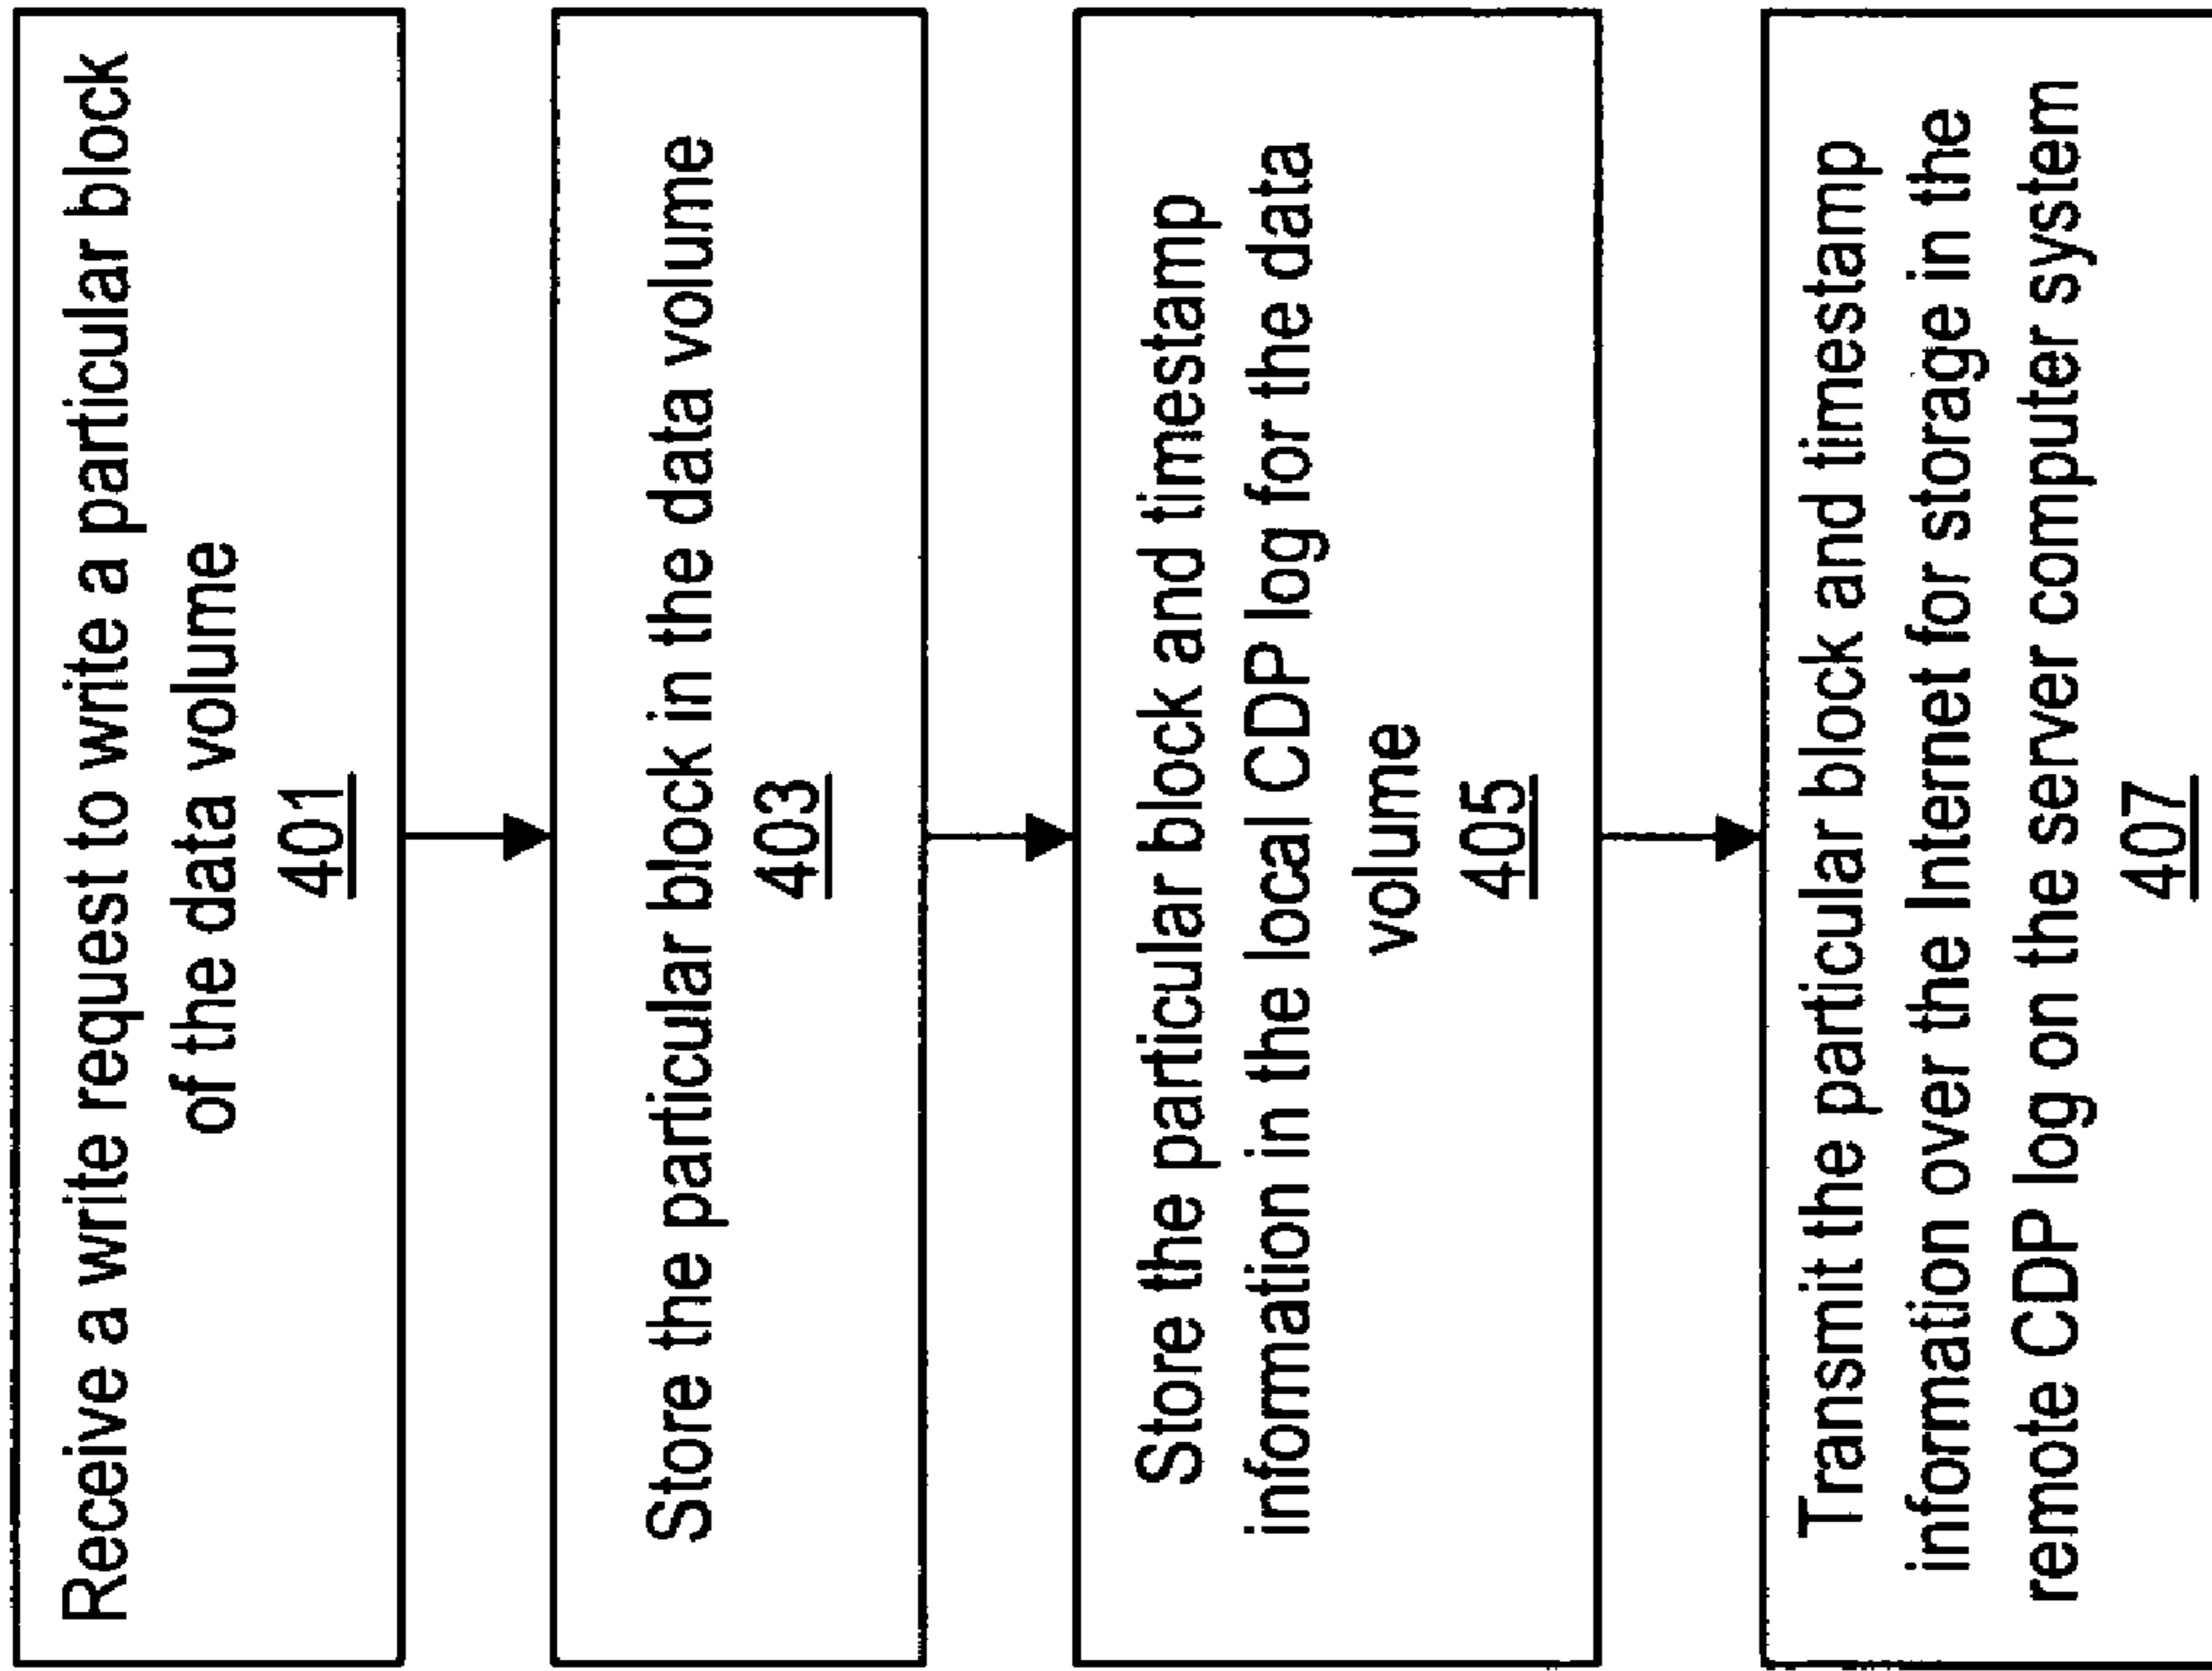 Receive a write request to write a particular block
of the data volume
401
Store the particular block in the data volume
403
Store the particular block and timestamp
information in the local CDP log for the data
volume
405
Transmit the particular block and timestamp
information over the Internet for storage in the
remote CDP log on the server computer system
407